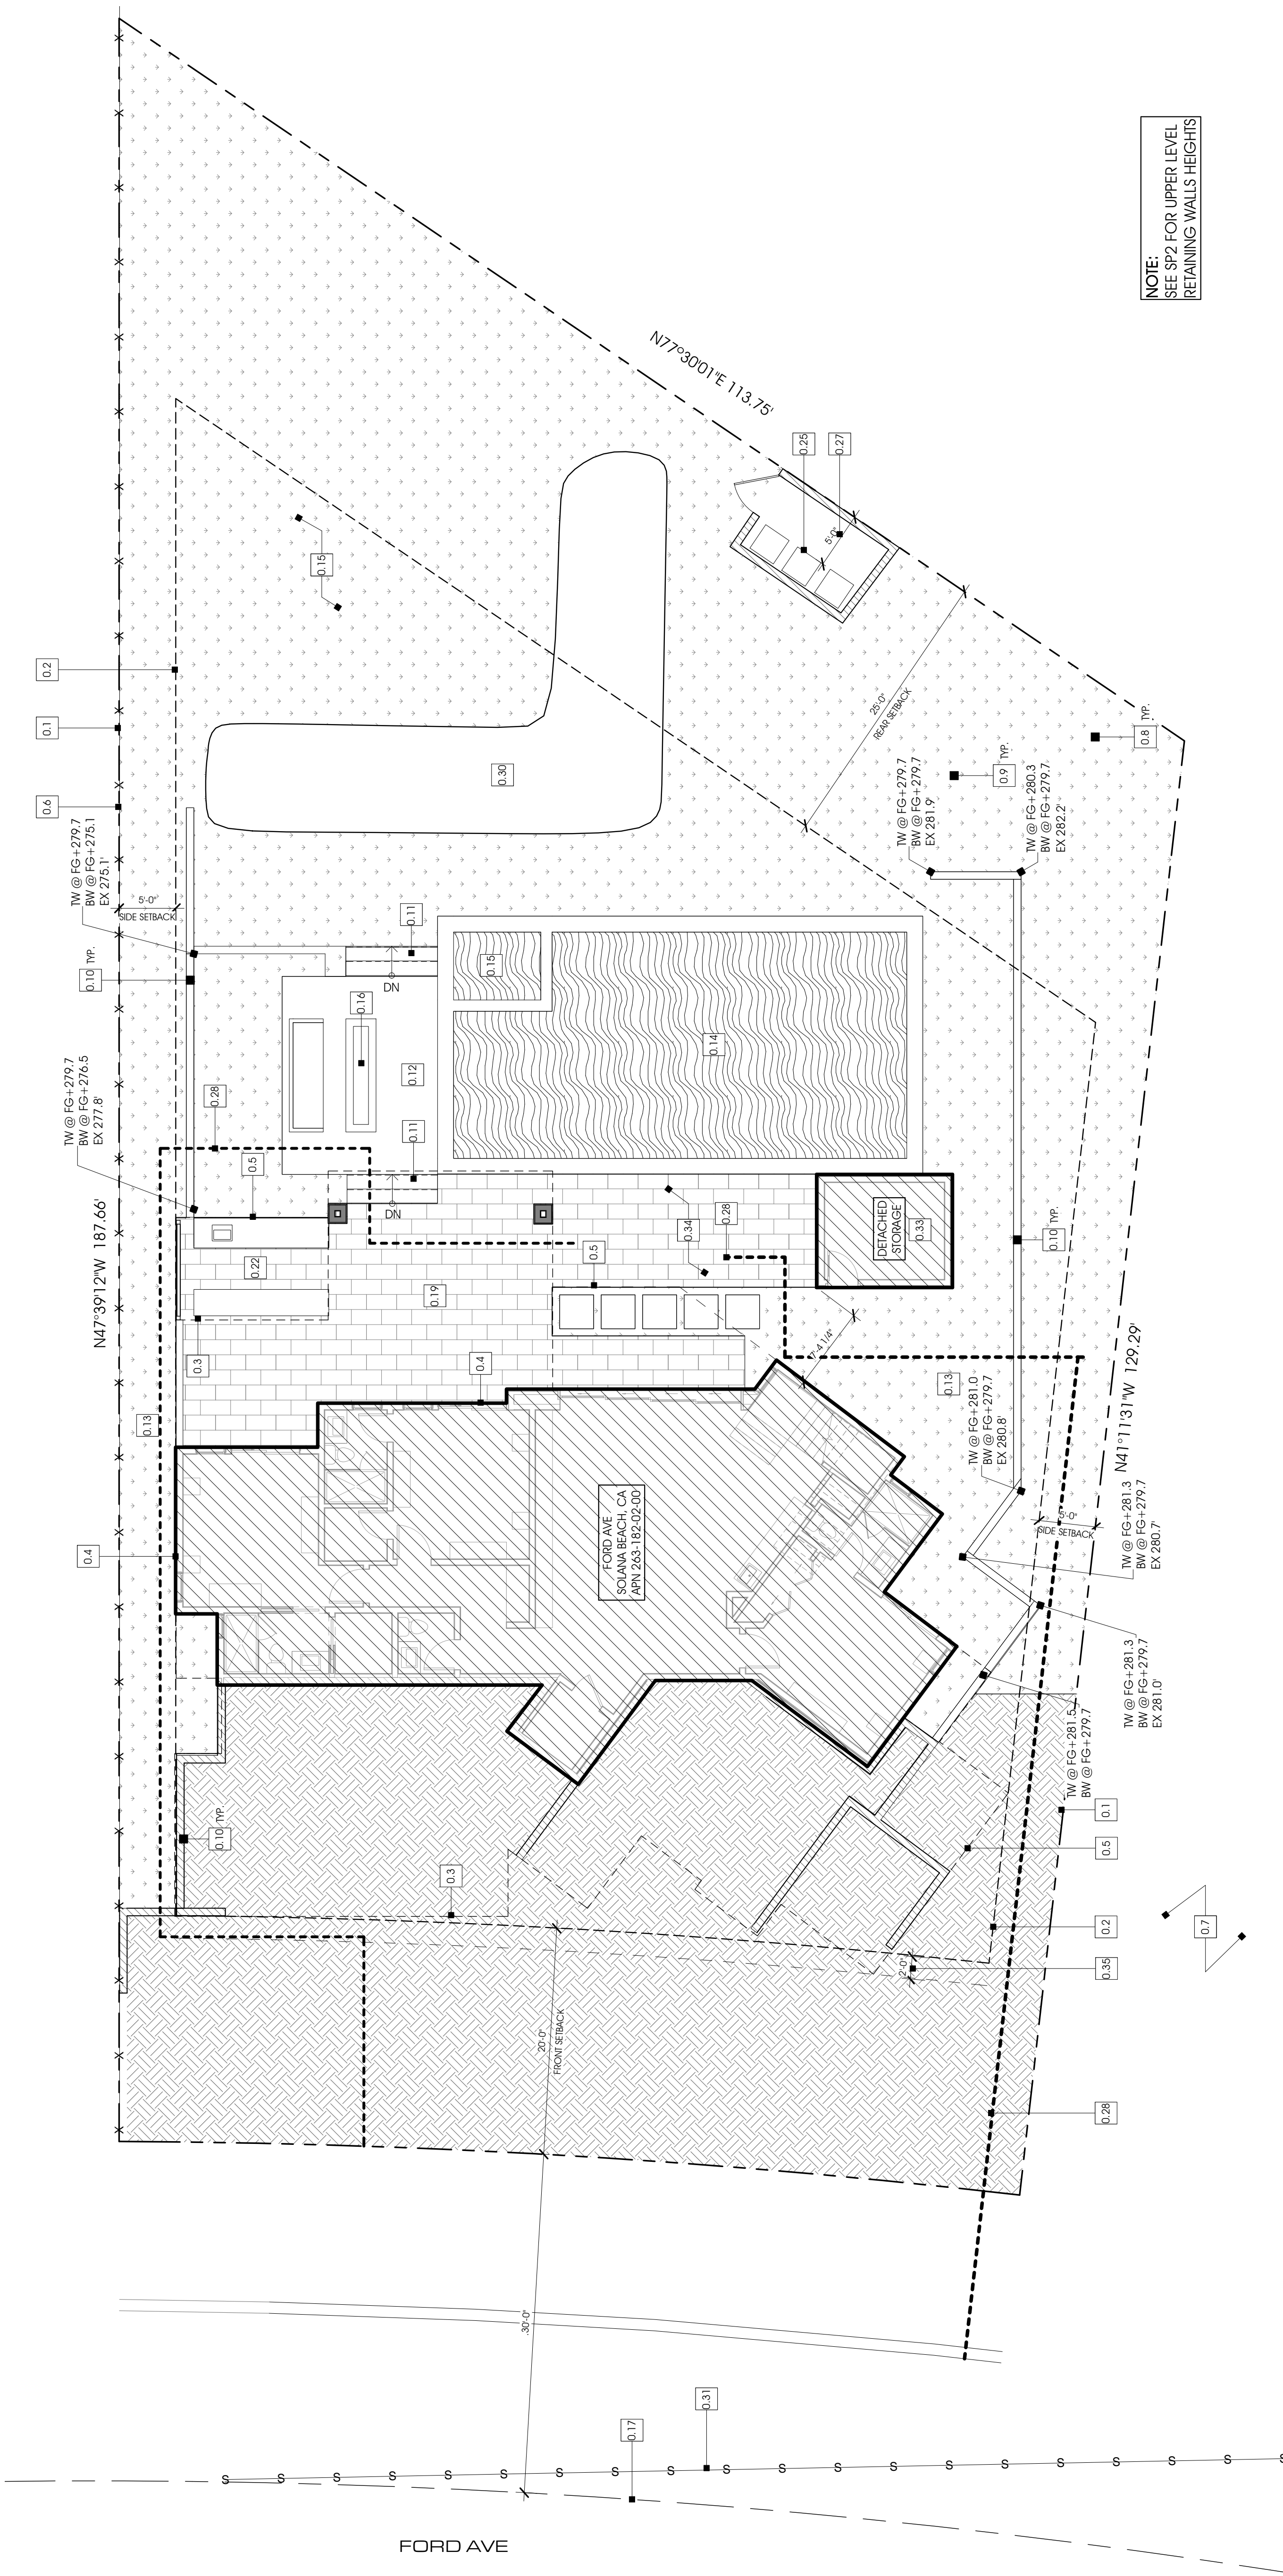 NOTE:
SEE SP2 FOR UPPER LEVEL
RETAINING WALLS HEIGHTS
N77°30'01"E 113.75'
0.25
0.27
5'-0"
0.15
0.2
0.1
0.6
25'-0"
REAR SETBACK
0.30
0.8 TYP.
0.9 TYP.
TW @ FG+279.7
BW @ FG+279.7
EX 281.9'
TW @ FG+280.3
BW @ FG+279.7
EX 282.2'
TW @ FG+279.7
BW @ FG+275.1
EX 275.1'
5'-0"
SIDE SETBACK
0.10 TYP.
0.11
DN
0.15
0.16
0.14
0.12
TW @ FG+279.7
BW @ FG+276.5
EX 277.8'
0.28
0.11
0.5
DN
N47°39'12"W 187.66'
0.22
0.19
0.3
0.4
0.5
0.34
0.28
DETACHED
STORAGE
0.33
0.10 TYP.
7'-4 1/4"
0.13
0.13
N41°11'31"W 129.29'
TW @ FG+281.0
BW @ FG+279.7
EX 280.8'
FORD AVE
SOLANA BEACH, CA
APN 263-182-02-00
0.4
5'-0"
SIDE SETBACK
TW @ FG+281.3
BW @ FG+279.7
EX 280.7'
TW @ FG+281.3
BW @ FG+279.7
EX 281.0'
TW @ FG+281.5
BW @ FG+279.7
0.10 TYP.
0.3
0.1
0.5
0.2
0.35
2'-0"
0.7
20'-0"
FRONT SETBACK
0.28
30'-0"
0.31
0.17
S S S S S S S S S S S S S S S S S S S S
FORD AVE